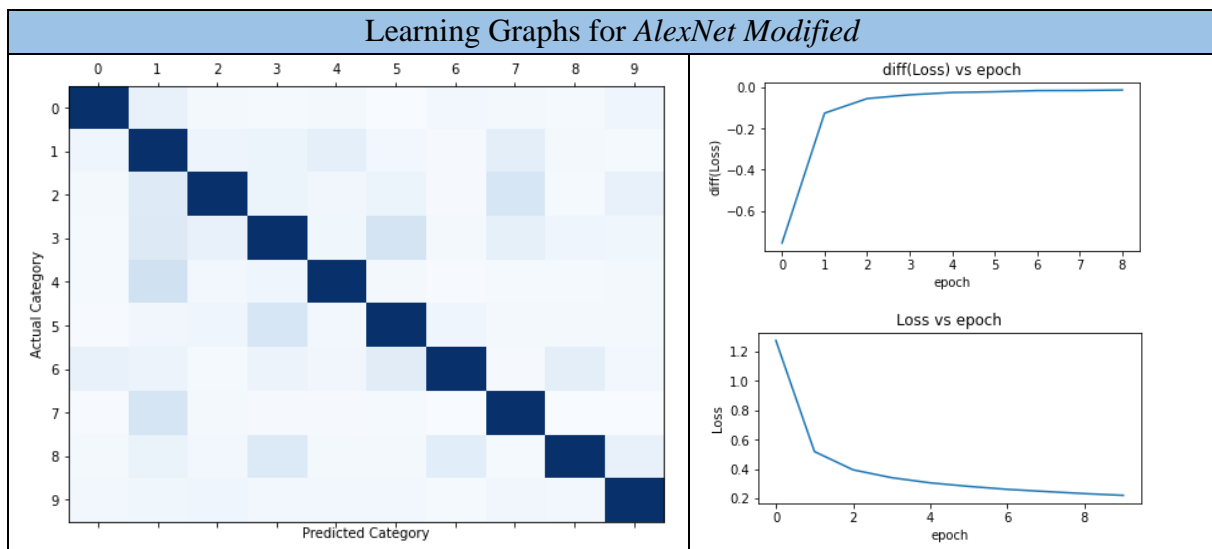 Learning Graphs for AlexNet Modified
0 1 2 3 4 5 6 7 8 9
0
1
2
3
4
5
6
7
8
9
Actual Category
Predicted Category
diff(Loss) vs epoch
0.0
−0.2
−0.4
−0.6
diff(Loss)
0 1 2 3 4 5 6 7 8
epoch
Loss vs epoch
1.2
1.0
0.8
0.6
0.4
0.2
Loss
0 2 4 6 8
epoch